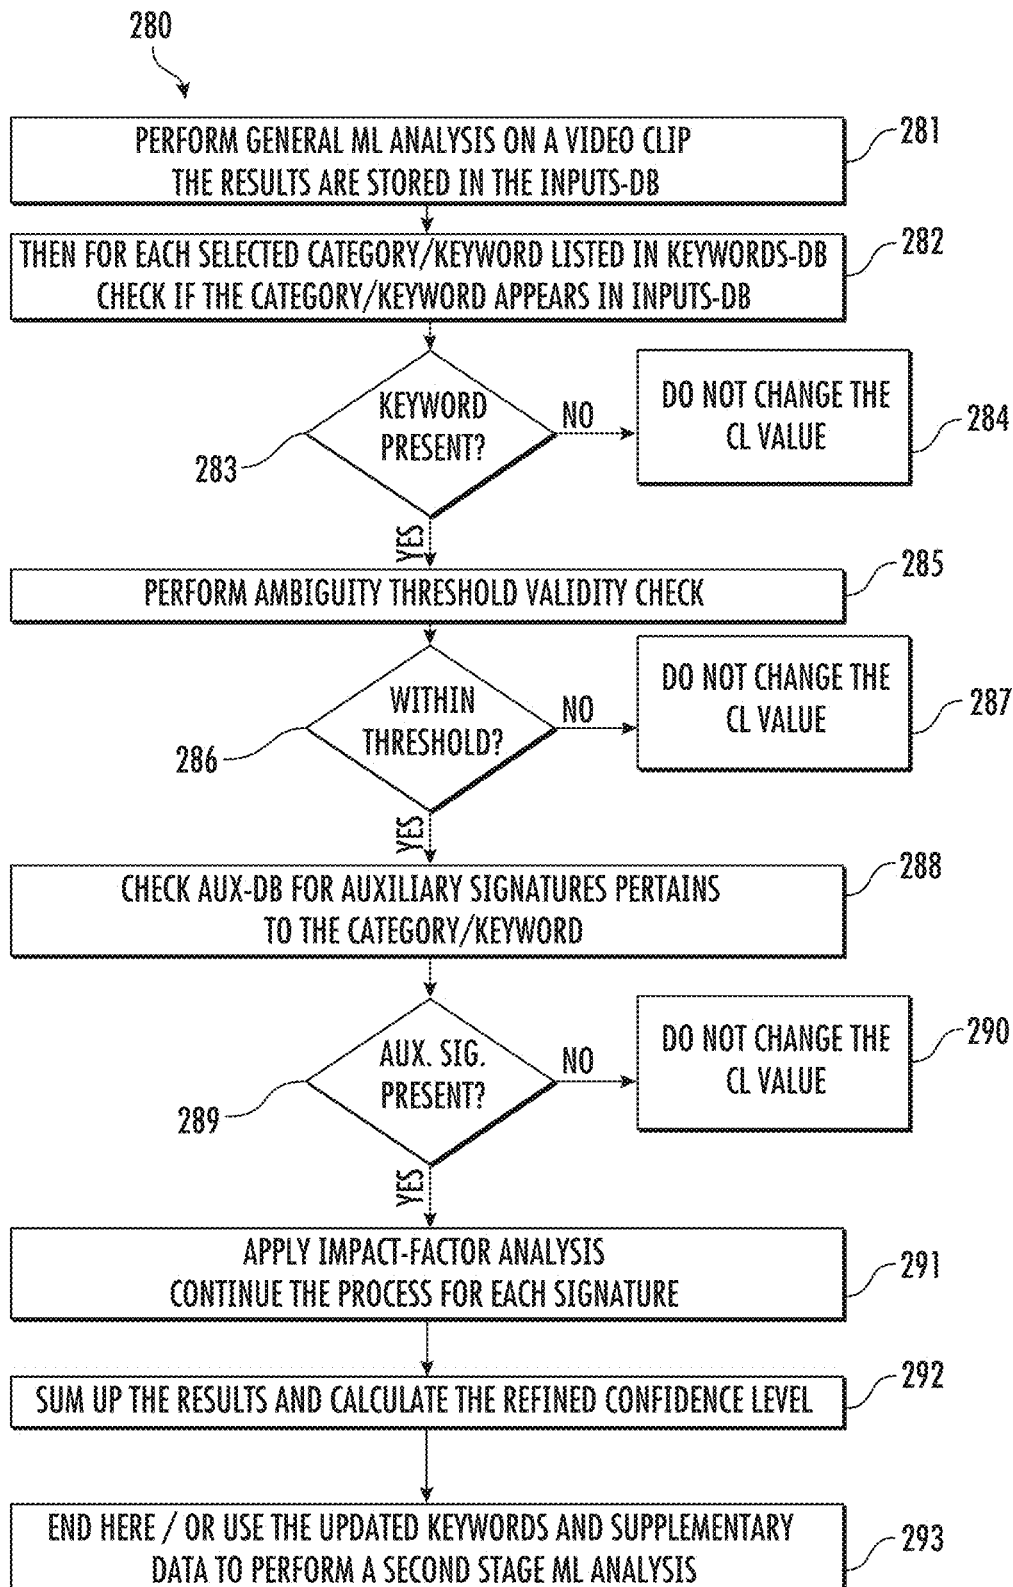 280
PERFORM GENERAL ML ANALYSIS ON A VIDEO CLIP
THE RESULTS ARE STORED IN THE INPUTS-DB
281
THEN FOR EACH SELECTED CATEGORY/KEYWORD LISTED IN KEYWORDS-DB
CHECK IF THE CATEGORY/KEYWORD APPEARS IN INPUTS-DB
282
KEYWORD
PRESENT?
283
NO
DO NOT CHANGE THE
CL VALUE
284
YES
PERFORM AMBIGUITY THRESHOLD VALIDITY CHECK
285
WITHIN
THRESHOLD?
286
NO
DO NOT CHANGE THE
CL VALUE
287
YES
CHECK AUX-DB FOR AUXILIARY SIGNATURES PERTAINS
TO THE CATEGORY/KEYWORD
288
AUX. SIG.
PRESENT?
289
NO
DO NOT CHANGE THE
CL VALUE
290
YES
APPLY IMPACT-FACTOR ANALYSIS
CONTINUE THE PROCESS FOR EACH SIGNATURE
291
SUM UP THE RESULTS AND CALCULATE THE REFINED CONFIDENCE LEVEL
292
END HERE / OR USE THE UPDATED KEYWORDS AND SUPPLEMENTARY
DATA TO PERFORM A SECOND STAGE ML ANALYSIS
293